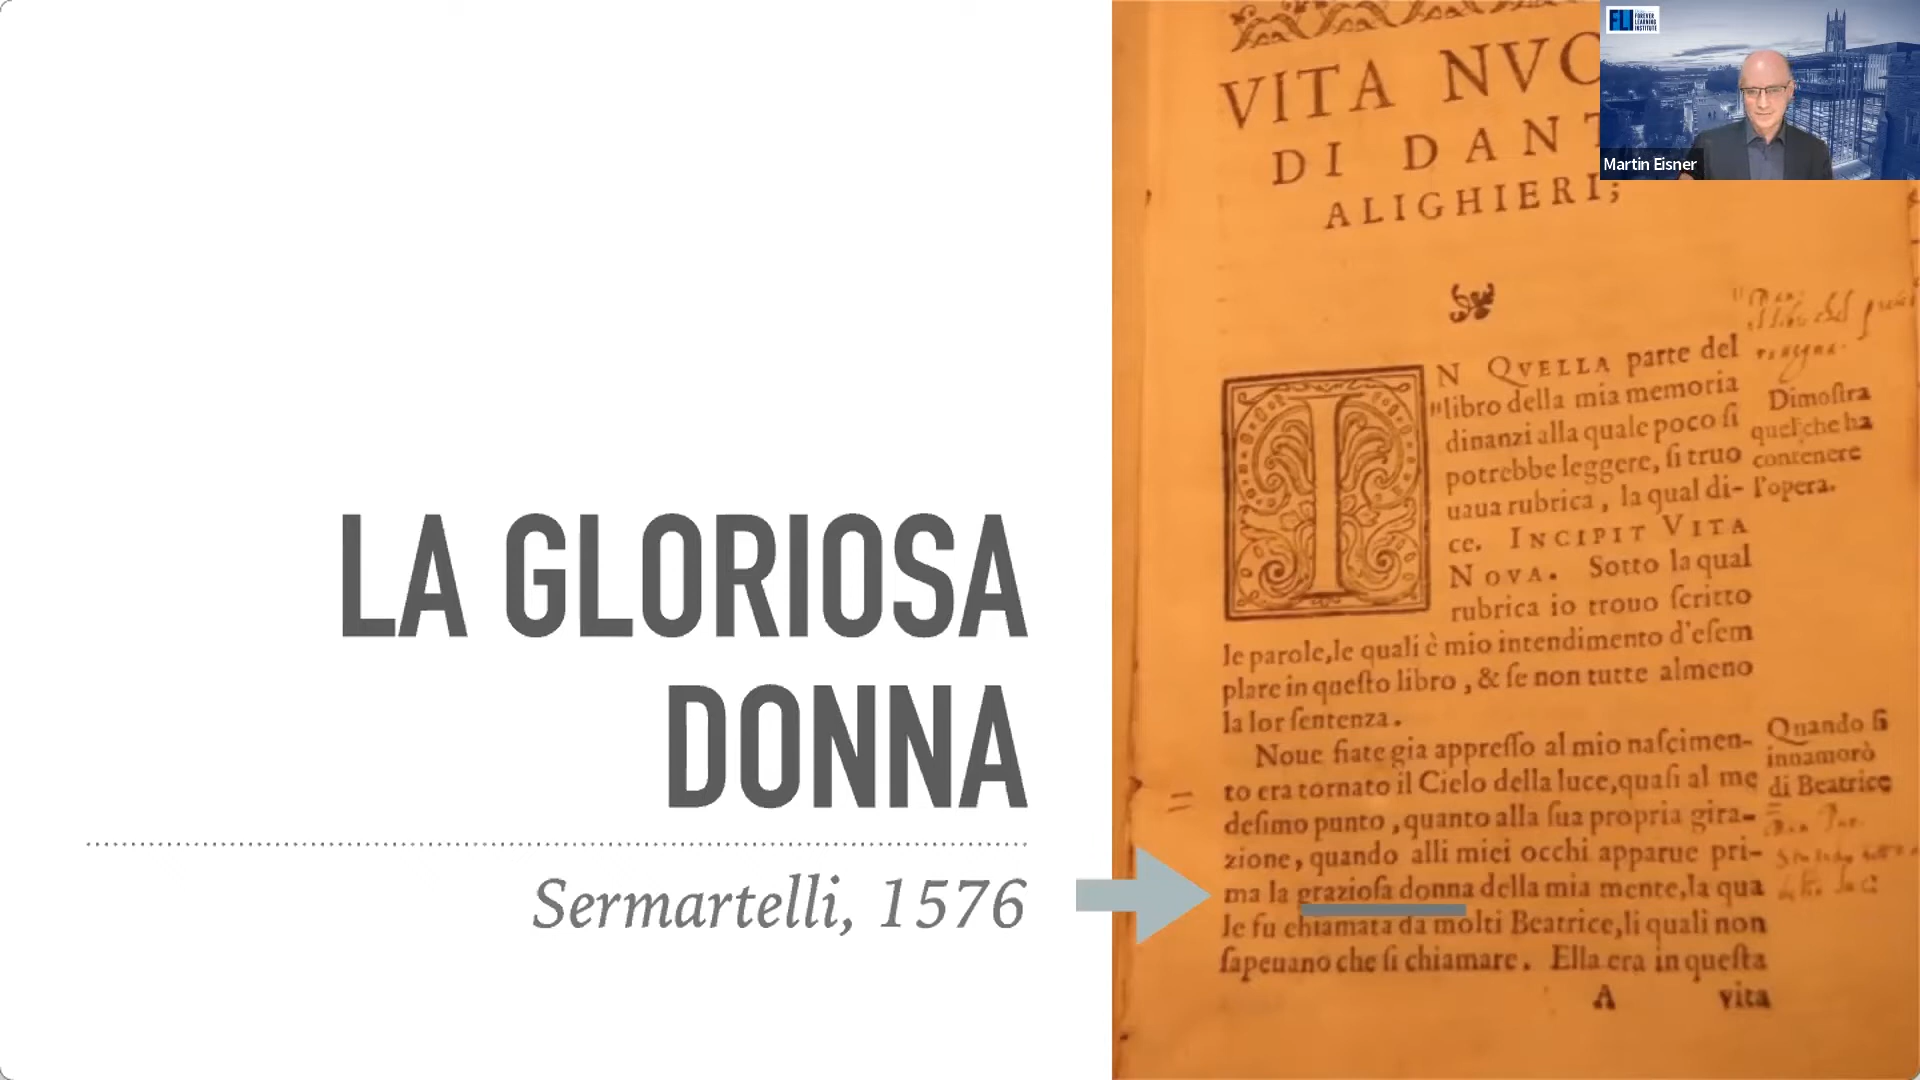 LA GLORIOSA
DONNA
Sermartelli, 1576
VITA NVO
DI DANT
ALIGHIERI;
IN QVELLA parte del
"libro della mia memoria
dinanzi alla quale poco ſi
potrebbe leggere, ſi truo
uaua rubrica, la qual di-
ce. INCIPIT VITA
NOVA. Sotto la qual
rubrica io trouo ſcritto
le parole, le quali è mio intendimento d'eſem
plare in queſto libro, & ſe non tutte almeno
la lor ſentenza.
Noue fiate gia appreſſo al mio naſcimen-
to era tornato il Cielo della luce, quaſi al me
deſimo punto, quanto alla ſua propria gira-
zione, quando alli miei occhi apparue pri-
ma la grazioſa donna della mia mente, la qua
le fu chiamata da molti Beatrice, li quali non
ſapeuano che ſi chiamare. Ella era in queſta
A vita
Dimoſtra
quel che ha
contenere
l'opera.
Quando ſi
innamorò
di Beatrice
FLI
FOREVER
LEARNING
INSTITUTE
Martin Eisner